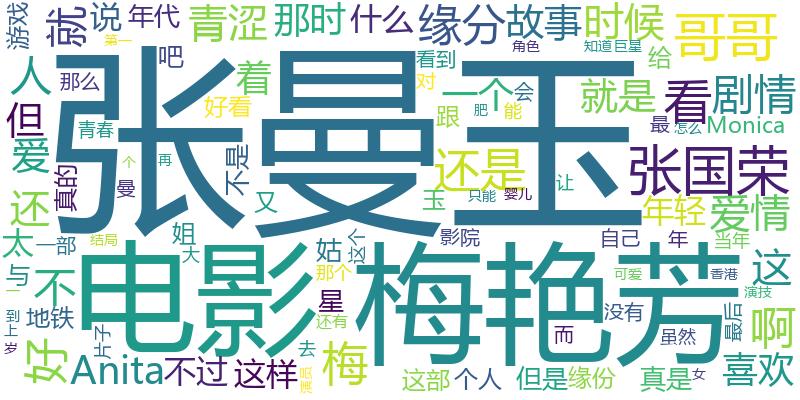 游戏
就
说
年代
青涩
那时
什么
缘分
故事
时候
哥哥
第一
吧
看到
角色
知道
巨星
给
人
那么
着
好看
对
一个
会
就是
看
剧情
但
张曼玉
跟
肥
能
最
怎么
Monica
青春
爱
真的
个
再
不是
还是
张国荣
还
曼
又
玉
只能
婴儿
让
年轻
爱情
太
一部
姐
大
姑
这个
影院
自己
年
当年
与
结局
不
电影
那个
梅艳芳
可爱
香港
这
一
到
上
地铁
星
还有
没有
而
虽然
最后
演技
啊
岁
好
片子
Anita
不过
这样
去
演员
梅
这部
个人
但是
缘份
真是
女
喜欢